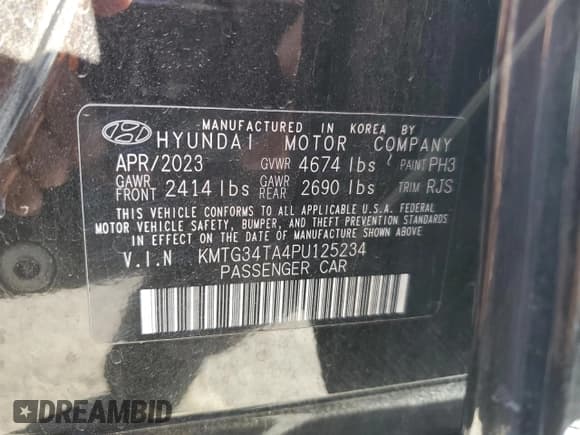 MANUFACTURED IN KOREA BY
HYUNDAI MOTOR COMPANY
APR/2023 GVWR 4674 lbs PAINT PH3
GAWR FRONT 2414 lbs GAWR REAR 2690 lbs TRIM RJS
THIS VEHICLE CONFORMS TO ALL APPLICABLE U.S.A. FEDERAL
MOTOR VEHICLE SAFETY, BUMPER, AND THEFT PREVENTION STANDARDS
IN EFFECT ON THE DATE OF MANUFACTURE SHOWN ABOVE
V.I.N KMTG34TA4PU125234
PASSENGER CAR
DREAMBID